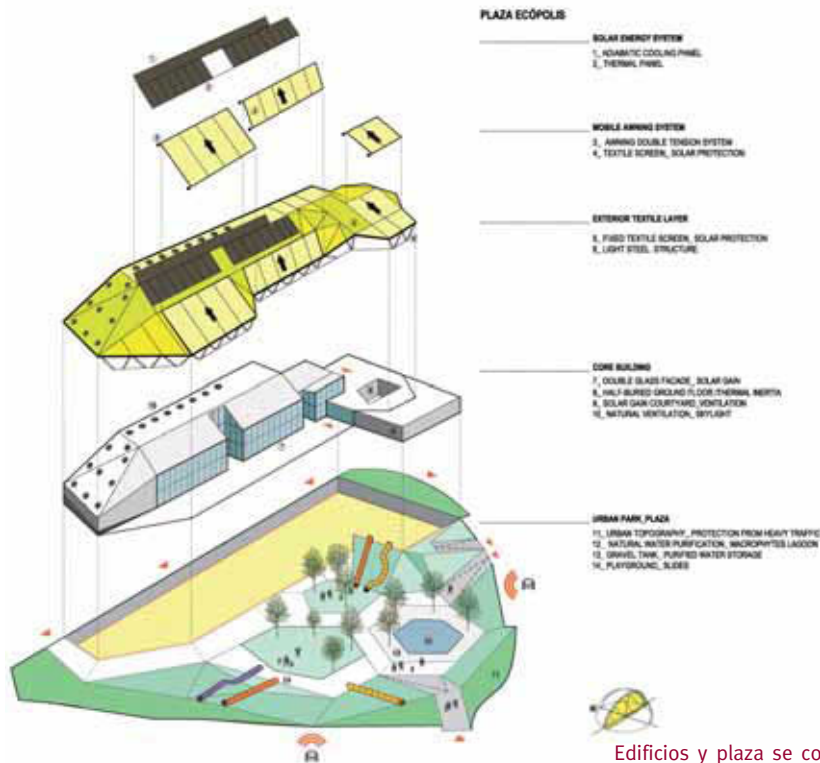 PLAZA ECÓPOLIS
SOLAR ENERGY SYSTEM
1_ ADIABATIC COOLING PANEL
2_ THERMAL PANEL
MOBILE AWNING SYSTEM
3_ AWNING DOUBLE TENSION SYSTEM
4_ TEXTILE SCREEN_ SOLAR PROTECTION
EXTERIOR TEXTILE LAYER
5_ FIXED TEXTILE SCREEN_ SOLAR PROTECTION
6_ LIGHT STEEL STRUCTURE
CORE BUILDING
7_ DOUBLE GLASS FACADE_ SOLAR GAIN
8_ HALF-BURIED GROUND FLOOR (THERMAL INERTIA
9_ SOLAR GAIN COURTYARD_ VENTILATION
10_ NATURAL VENTILATION_ SKYLIGHT
URBAN PARK_PLAZA
11_ URBAN TOPOGRAPHY_ PROTECTION FROM HEAVY TRAFFIC
12_ NATURAL WATER PURIFICATION_ MACROPHYTES LAGOON
13_ GRAVEL TANK_ PURIFIED WATER STORAGE
14_ PLAYGROUND_ SLIDES
Edificios y plaza se co